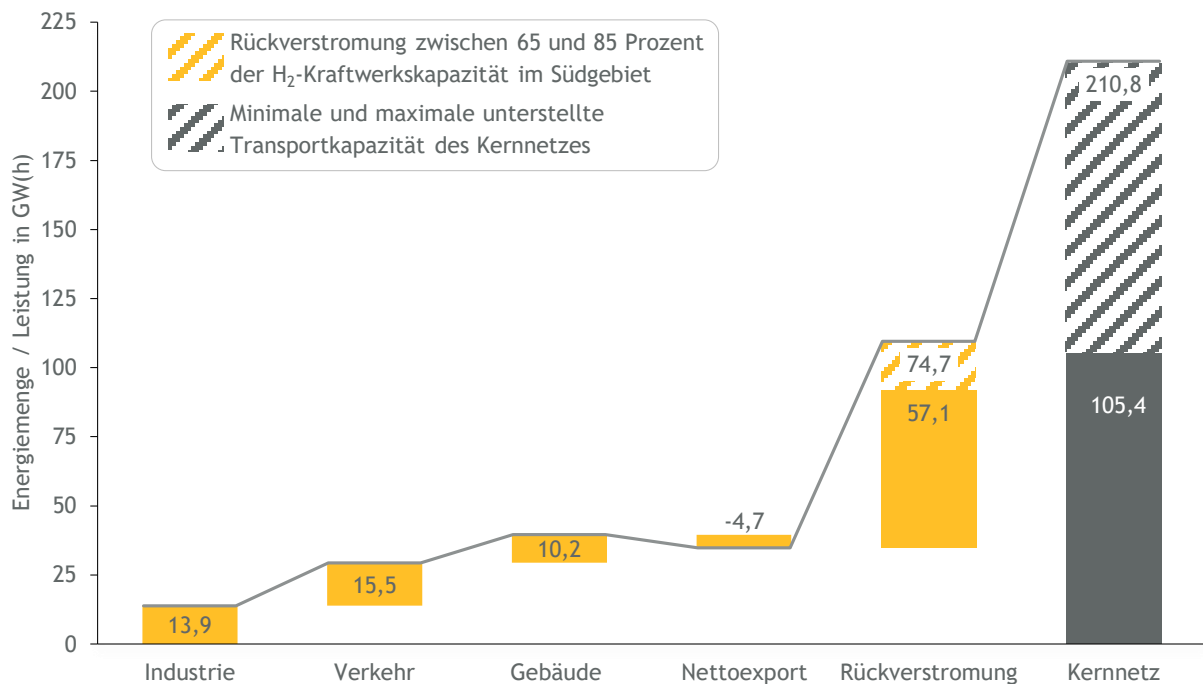 225
200
175
150
125
100
75
50
25
0
Energiemenge / Leistung in GW(h)
Rückverstromung zwischen 65 und 85 Prozent
der H₂-Kraftwerkskapazität im Südgebiet
Minimale und maximale unterstellte
Transportkapazität des Kernnetzes
13,9
15,5
10,2
-4,7
74,7
57,1
210,8
105,4
Industrie
Verkehr
Gebäude
Nettoexport
Rückverstromung
Kernnetz